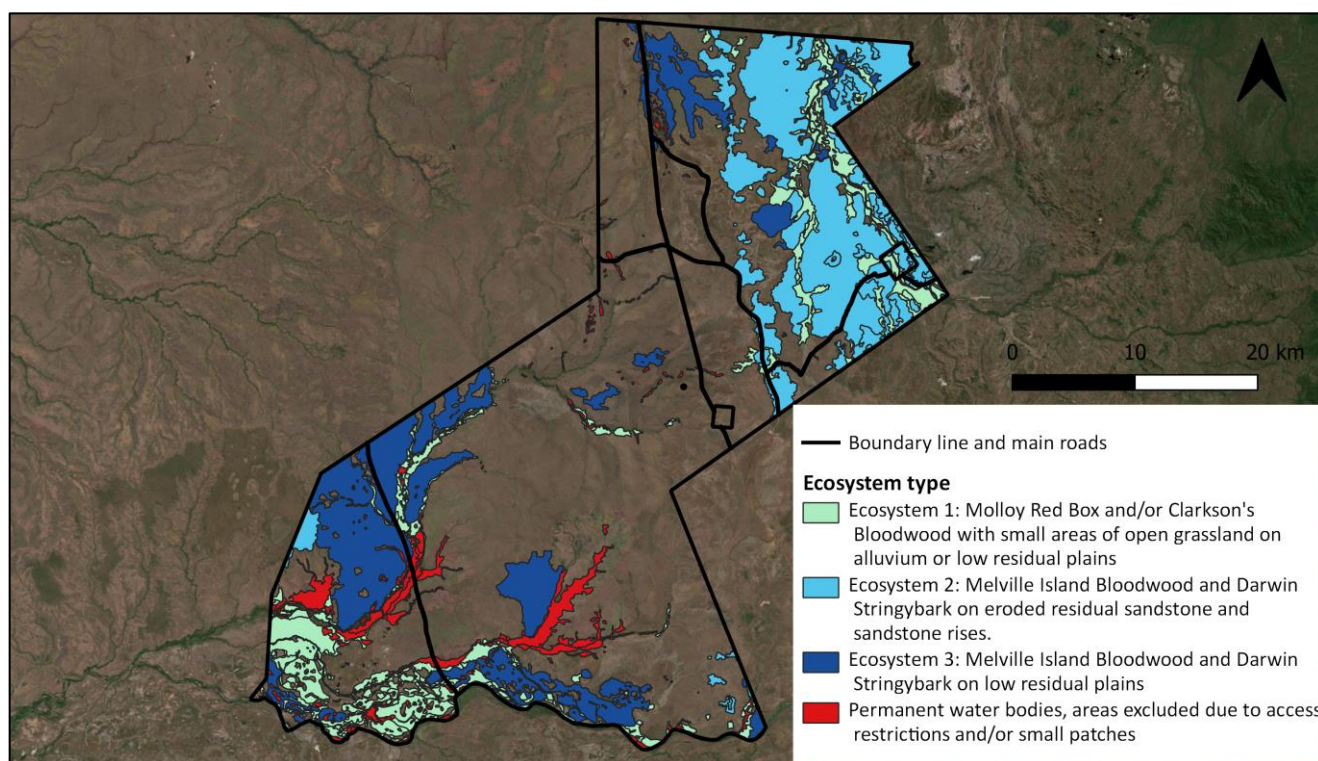 0 10 20 km
Boundary line and main roads
Ecosystem type
Ecosystem 1: Molloy Red Box and/or Clarkson's
Bloodwood with small areas of open grassland on
alluvium or low residual plains
Ecosystem 2: Melville Island Bloodwood and Darwin
Stringybark on eroded residual sandstone and
sandstone rises.
Ecosystem 3: Melville Island Bloodwood and Darwin
Stringybark on low residual plains
Permanent water bodies, areas excluded due to access
restrictions and/or small patches